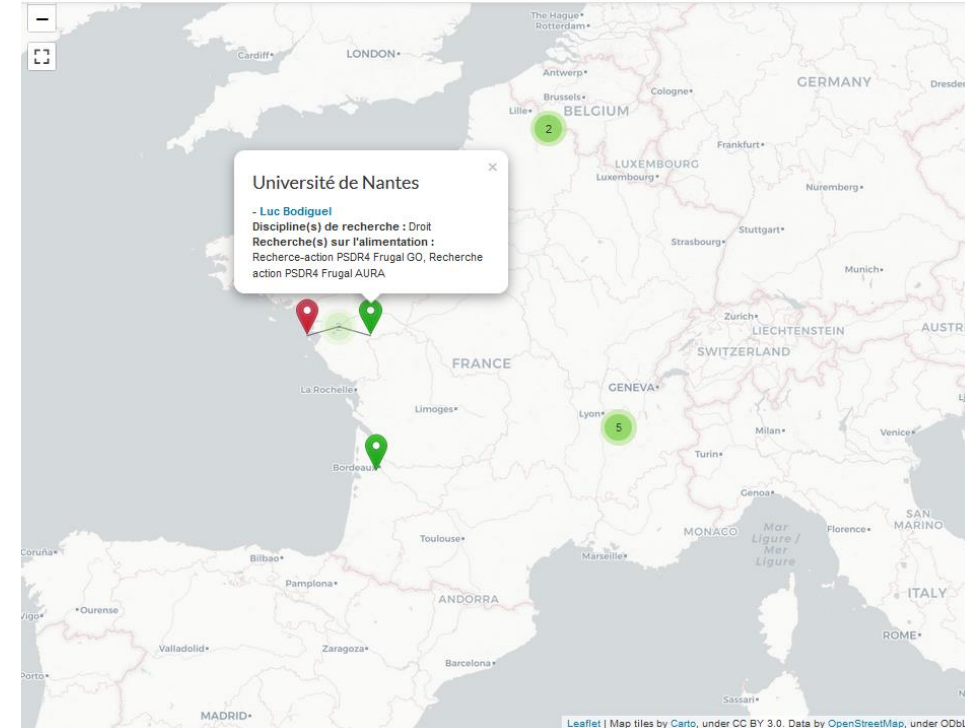 −
The Hague
Rotterdam
Cardiff
LONDON
Antwerp
GERMANY
Dresden
Brussels
Cologne
Lille
BELGIUM
2
Frankfurt
LUXEMBOURG
Luxembourg
Nuremberg
×
Université de Nantes
- Luc Bodiguel
Discipline(s) de recherche : Droit
Recherche(s) sur l'alimentation :
Recherce-action PSDR4 Frugal GO, Recherche
action PSDR4 Frugal AURA
Stuttgart
Strasbourg
Munich
Zurich
LIECHTENSTEIN
AUSTR
SWITZERLAND
FRANCE
GENEVA
La Rochelle
Limoges
Lyon
5
Milan
Venice
Turin
Bordeaux
Genoa
SAN
MARINO
MONACO
Mar
Ligure /
Mer
Ligure
Florence
Toulouse
Marseille
Coruña
Bilbao
Pamplona
ANDORRA
ITALY
Ourense
Vigo
ROME
Valladolid
Zaragoza
Barcelona
Porto
Sassari
MADRID
Leaflet | Map tiles by Carto, under CC BY 3.0. Data by OpenStreetMap, under ODbL